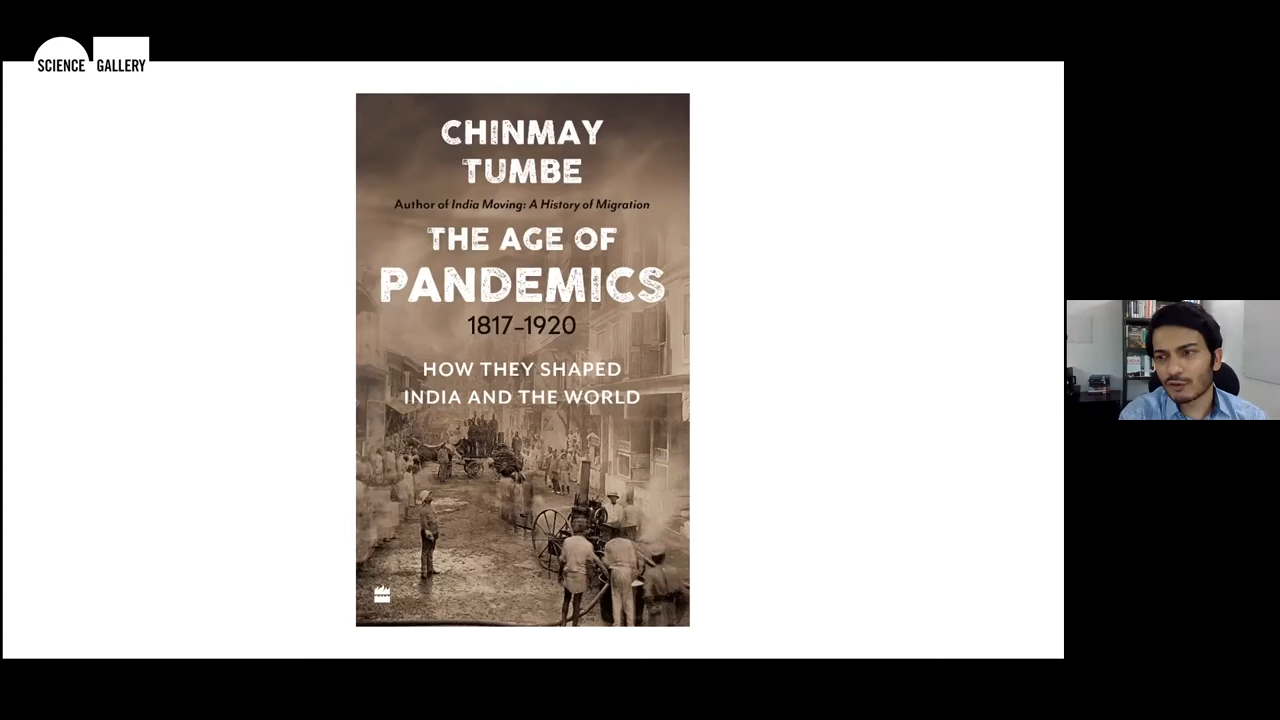 SCIENCE GALLERY
CHINMAY
TUMBE
Author of India Moving: A History of Migration
THE AGE OF
PANDEMICS
1817–1920
HOW THEY SHAPED
INDIA AND THE WORLD